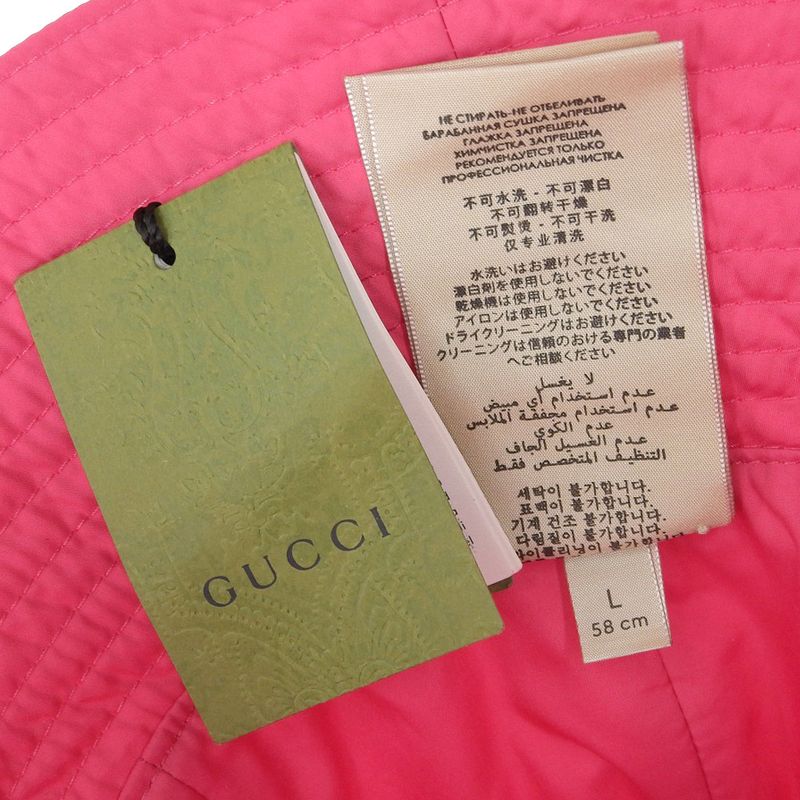 GUCCI
НЕ СТИРАТЬ-НЕ ОТБЕЛИВАТЬ
БАРАБАННАЯ СУШКА ЗАПРЕЩЕНА
ГЛАЖКА ЗАПРЕЩЕНА
ХИМЧИСТКА ЗАПРЕЩЕНА
РЕКОМЕНДУЕТСЯ ТОЛЬКО
ПРОФЕССИОНАЛЬНАЯ ЧИСТКА
不可水洗 - 不可漂白
不可翻转干燥
不可熨烫 - 不可干洗
仅专业清洗
水洗いはお避けください
漂白剤を使用しないでください
乾燥機は使用しないでください
アイロンは使用しないでください
ドライクリーニングはお避けください
クリーニングは信頼のおける専門の業者
へご相談ください
لا يغسل
عدم استخدام أي مبيض
عدم استخدام مجففة الملابس
عدم الكوي
عدم الغسيل الجاف
التنظيف المتخصص فقط
세탁이 불가합니다.
표백이 불가합니다.
기계 건조 불가합니다.
다림질이 불가합니다.
불가합니다.
L
58 cm